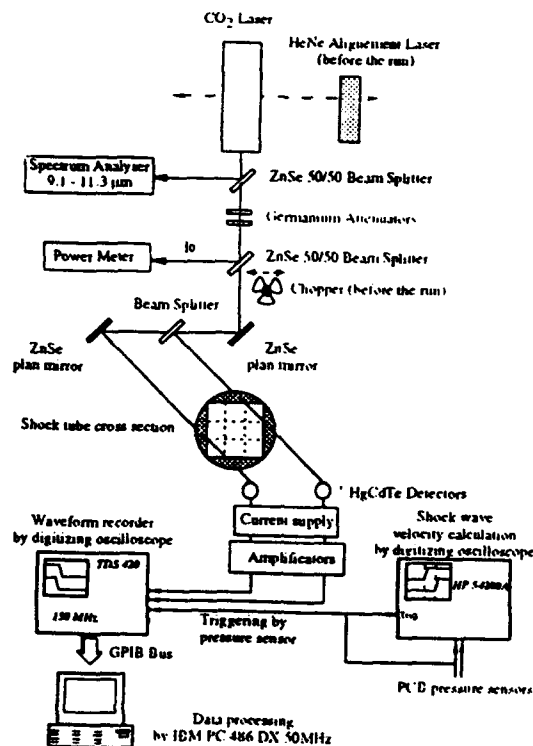 CO2 Laser
HeNe Alignement Laser
(before the run)
Spectrum Analyser
9.1 - 11.3 µm
ZnSe 50/50 Beam Splitter
Germanium Attenuators
Io
Power Meter
ZnSe 50/50 Beam Splitter
Chopper (before the run)
Beam Splitter
ZnSe
plan mirror
ZnSe
plan mirror
Shock tube cross section
HgCdTe Detectors
Current supply
Amplificators
Waveform recorder
by digitizing oscilloscope
TDS 420
150 MHz
Shock wave
velocity calculation
by digitizing oscilloscope
HP 54200A
Trig
Triggering by
pressure sensor
GPIB Bus
PCB pressure sensors
Data processing
by IBM PC 486 DX 50MHz